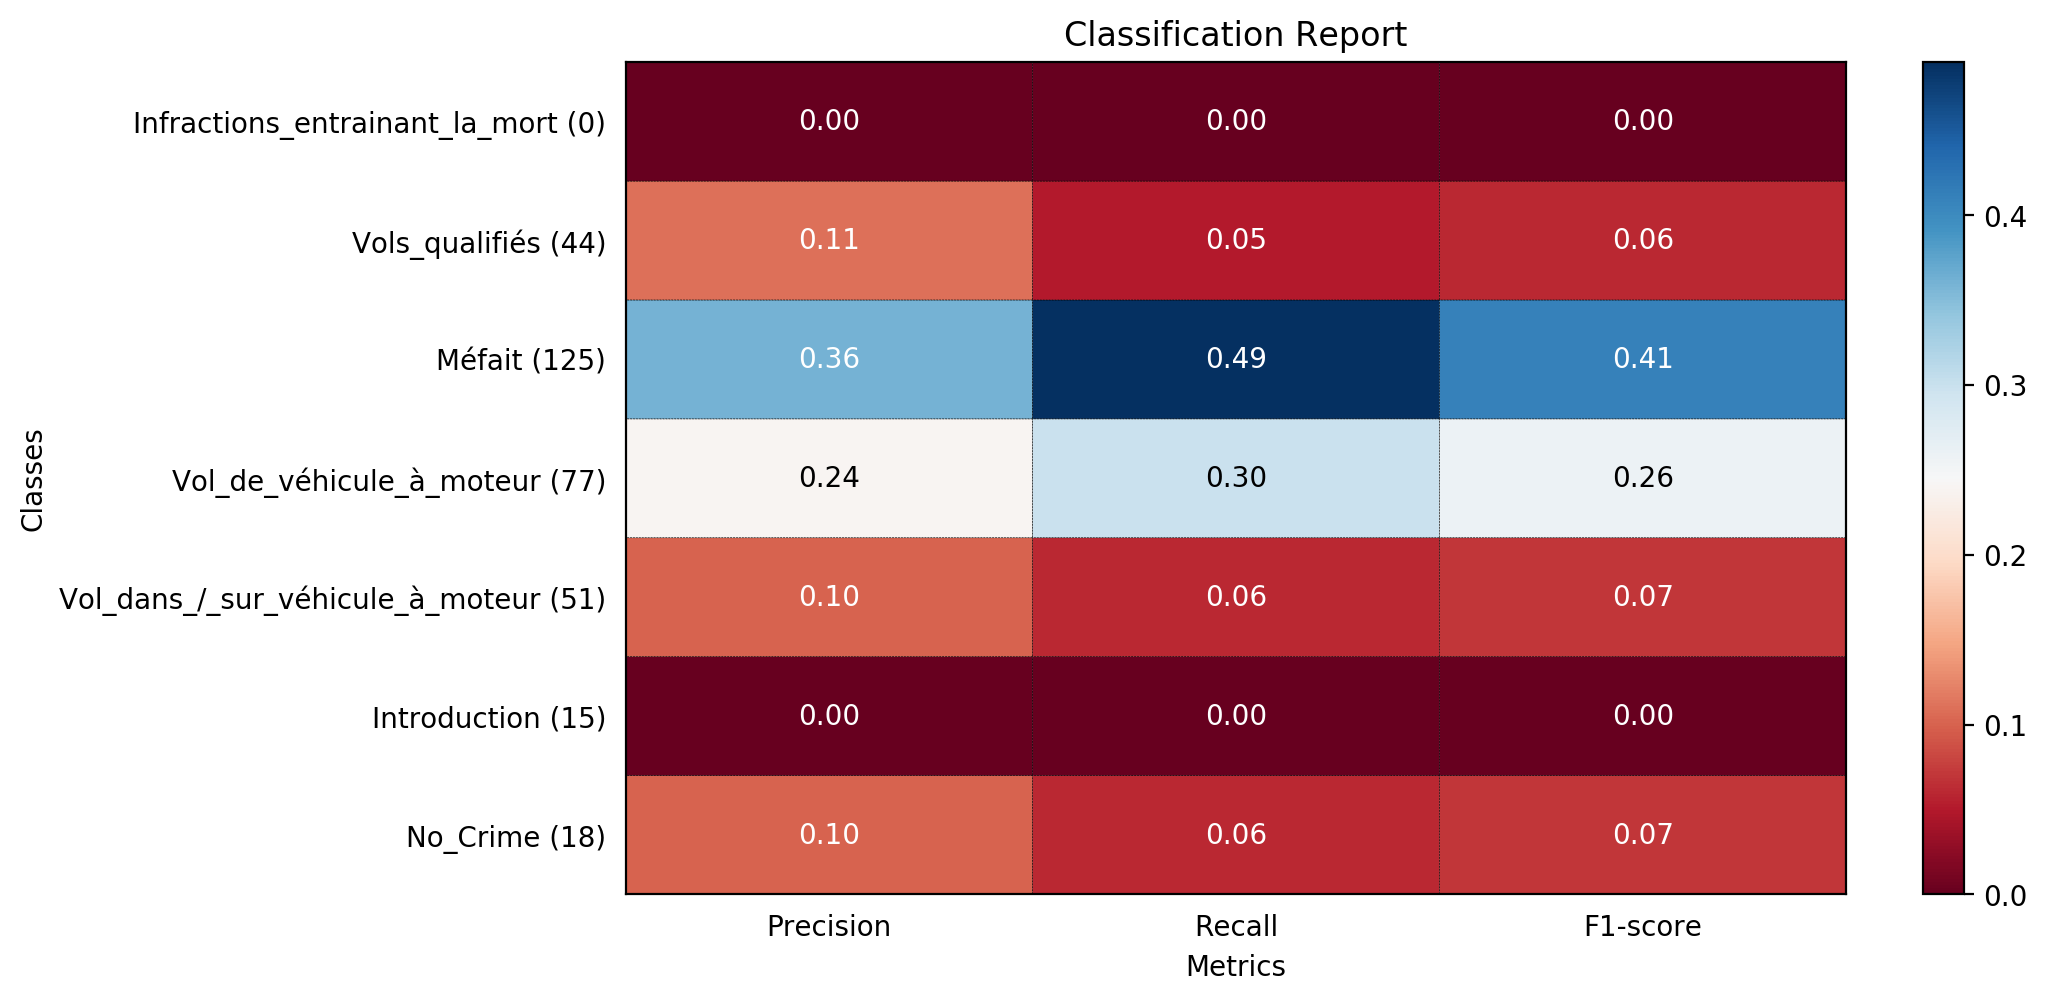 Classification Report
Infractions_entrainant_la_mort (0) 0.00 0.00 0.00
Vols_qualifiés (44) 0.11 0.05 0.06
Méfait (125) 0.36 0.49 0.41
Vol_de_véhicule_à_moteur (77) 0.24 0.30 0.26
Vol_dans_/_sur_véhicule_à_moteur (51) 0.10 0.06 0.07
Introduction (15) 0.00 0.00 0.00
No_Crime (18) 0.10 0.06 0.07
Classes
Precision Recall F1-score
Metrics
0.4
0.3
0.2
0.1
0.0